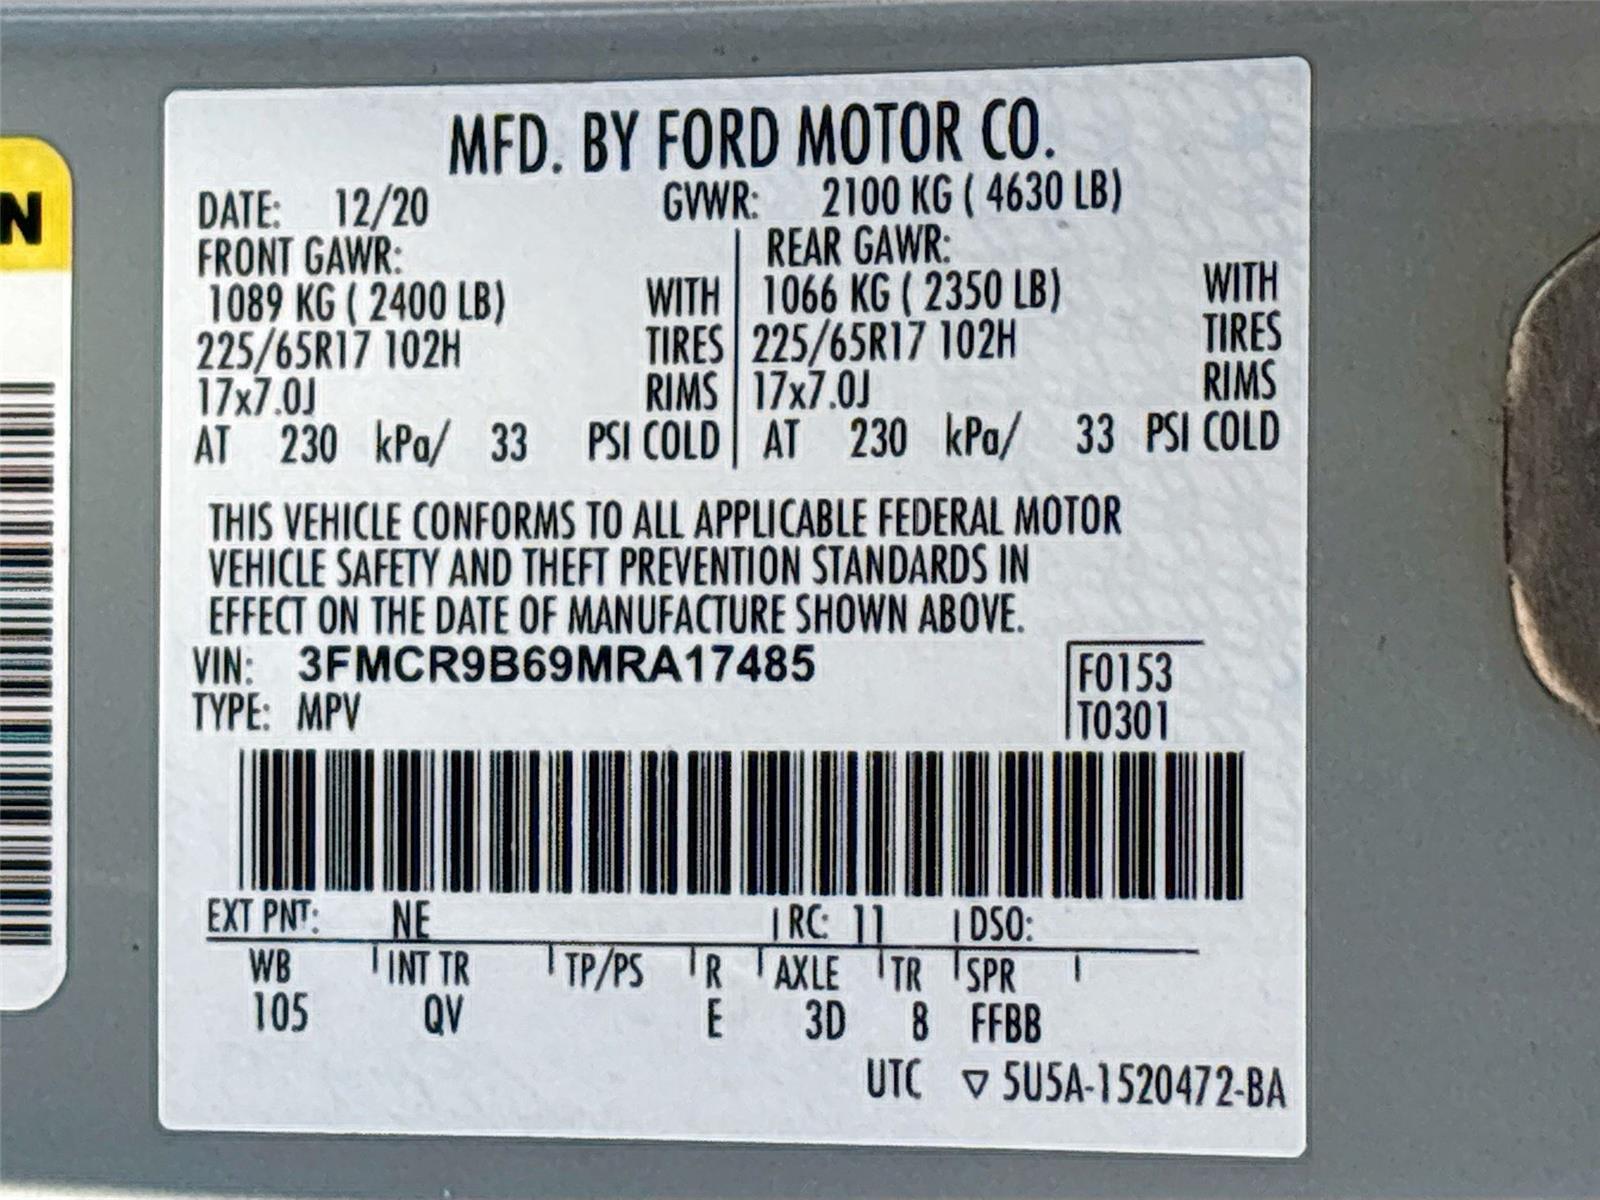 N
MFD. BY FORD MOTOR CO.
DATE: 12/20 GVWR: 2100 KG ( 4630 LB)
FRONT GAWR: REAR GAWR:
1089 KG ( 2400 LB) WITH 1066 KG ( 2350 LB) WITH
225/65R17 102H TIRES 225/65R17 102H TIRES
17x7.0J RIMS 17x7.0J RIMS
AT 230 kPa/ 33 PSI COLD AT 230 kPa/ 33 PSI COLD
THIS VEHICLE CONFORMS TO ALL APPLICABLE FEDERAL MOTOR
VEHICLE SAFETY AND THEFT PREVENTION STANDARDS IN
EFFECT ON THE DATE OF MANUFACTURE SHOWN ABOVE.
VIN: 3FMCR9B69MRA17485 F0153
TYPE: MPV T0301
EXT PNT: NE RC: 11 DSO:
WB INT TR TP/PS R AXLE TR SPR
105 QV E 3D 8 FFBB
UTC ▽ 5U5A-1520472-BA